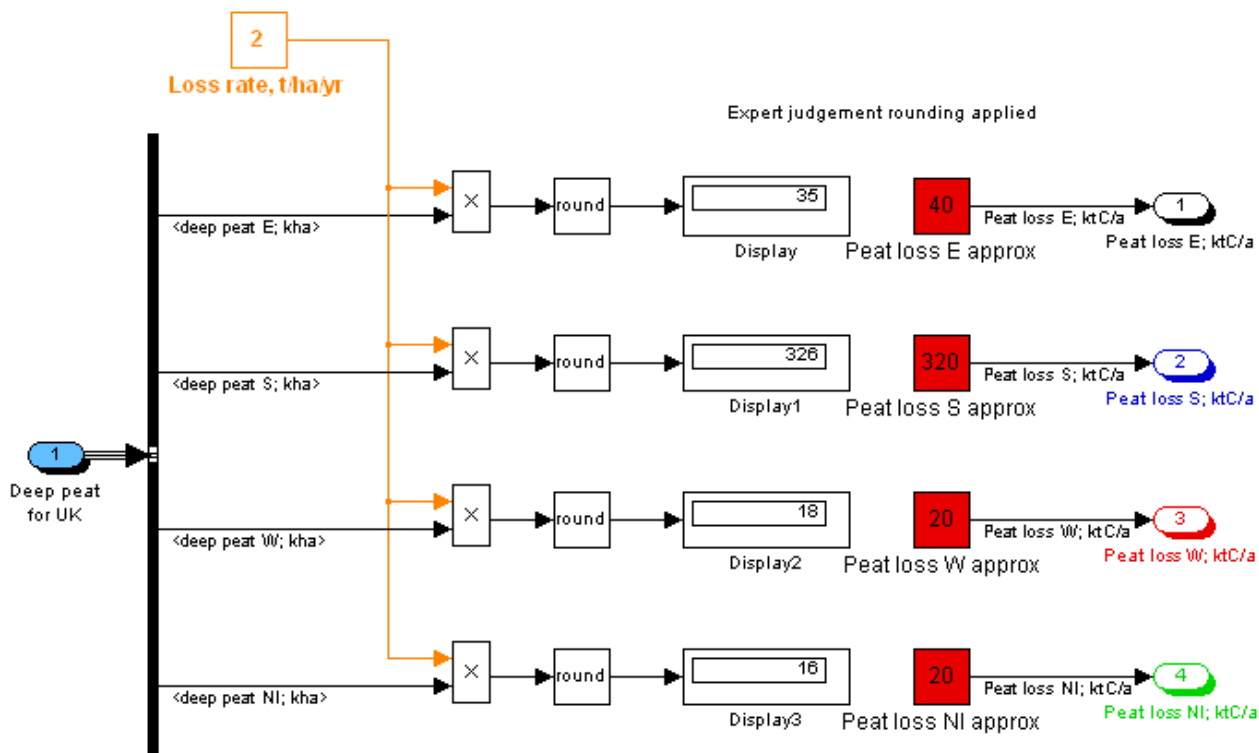 2
Loss rate, t/ha/yr
Expert judgement rounding applied
<deep peat E; kha>
×
round
35
Display
40
Peat loss E approx
Peat loss E; ktC/a
1
Peat loss E; ktC/a
<deep peat S; kha>
×
round
326
Display1
320
Peat loss S approx
Peat loss S; ktC/a
2
Peat loss S; ktC/a
1
Deep peat
for UK
<deep peat W; kha>
×
round
18
Display2
20
Peat loss W approx
Peat loss W; ktC/a
3
Peat loss W; ktC/a
<deep peat NI; kha>
×
round
16
Display3
20
Peat loss NI approx
Peat loss NI; ktC/a
4
Peat loss NI; ktC/a